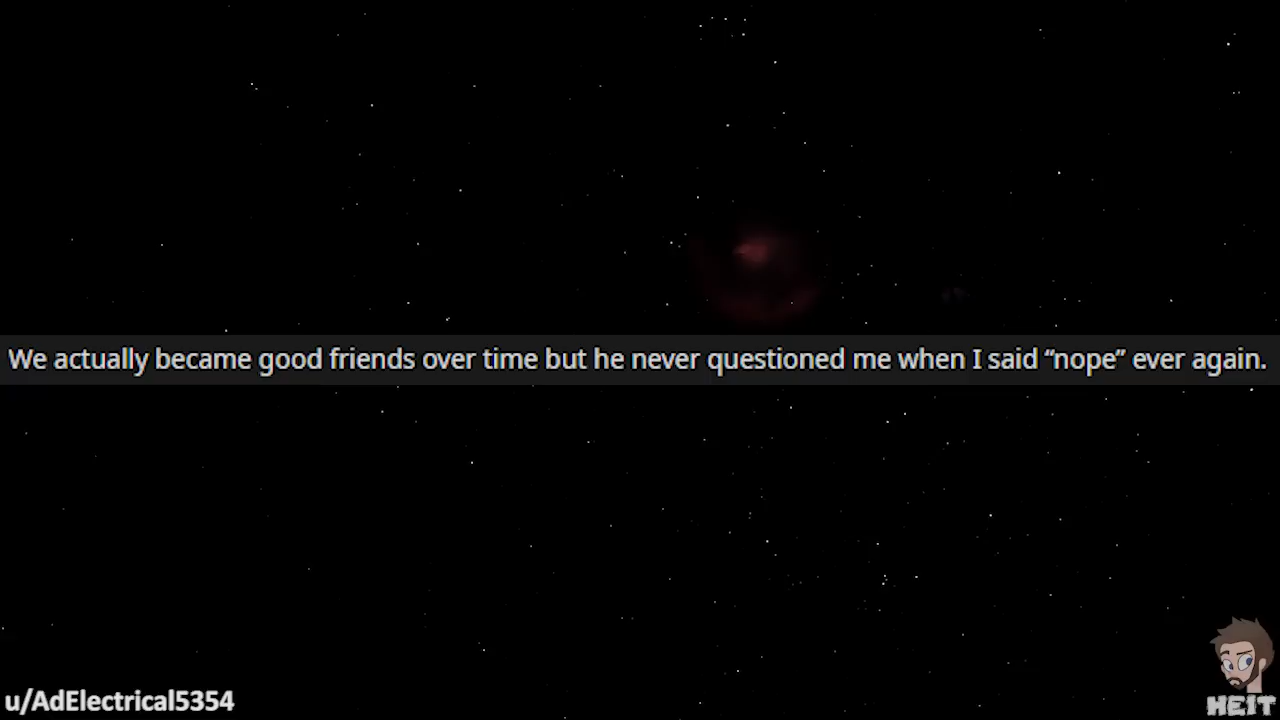 We actually became good friends over time but he never questioned me when I said “nope” ever again.
u/AdElectrical5354
HEIT